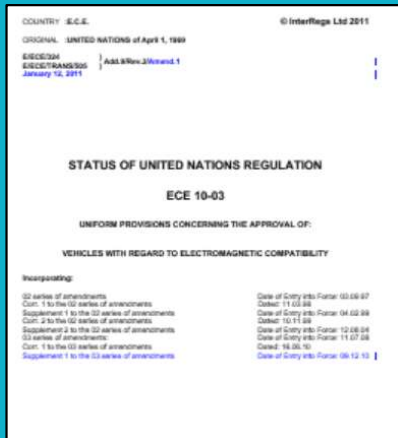 COUNTRY : E.C.E. © InterRegs Ltd 2011
ORIGINAL : UNITED NATIONS of April 1, 1969
E/ECE/324 )
E/ECE/TRANS/505 ) Add.9/Rev.3/Amend.1
January 12, 2011
STATUS OF UNITED NATIONS REGULATION
ECE 10-03
UNIFORM PROVISIONS CONCERNING THE APPROVAL OF:
VEHICLES WITH REGARD TO ELECTROMAGNETIC COMPATIBILITY
Incorporating:
02 series of amendments Date of Entry into Force: 03.09.97
Corr. 1 to the 02 series of amendments Dated: 11.03.98
Supplement 1 to the 02 series of amendments Date of Entry into Force: 04.02.99
Corr. 2 to the 02 series of amendments Dated: 10.11.99
Supplement 2 to the 02 series of amendments Date of Entry into Force: 12.08.04
03 series of amendments: Date of Entry into Force: 11.07.08
Corr. 1 to the 03 series of amendments Dated: 16.06.10
Supplement 1 to the 03 series of amendments Date of Entry into Force: 09.12.10